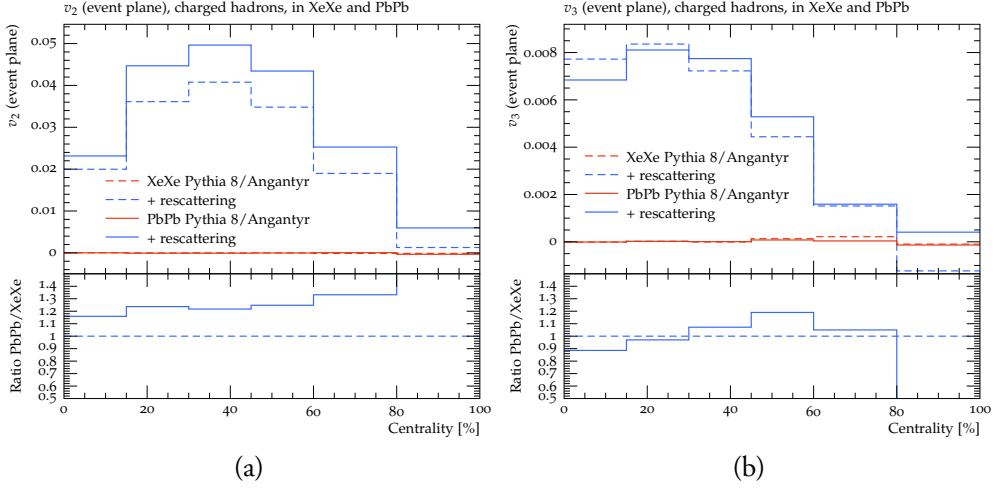 v₂ (event plane), charged hadrons, in XeXe and PbPb
v₂ (event plane)
0.05
0.04
0.03
0.02
0.01
0
XeXe Pythia 8/Angantyr
+ rescattering
PbPb Pythia 8/Angantyr
+ rescattering
Ratio PbPb/XeXe
1.4
1.3
1.2
1.1
1.0
0.9
0.8
0.7
0.6
0.5
0 20 40 60 80 100
Centrality [%]
(a)
v₃ (event plane), charged hadrons, in XeXe and PbPb
v₃ (event plane)
0.008
0.006
0.004
0.002
0
XeXe Pythia 8/Angantyr
+ rescattering
PbPb Pythia 8/Angantyr
+ rescattering
Ratio PbPb/XeXe
1.4
1.3
1.2
1.1
1
0.9
0.8
0.7
0.6
0.5
0 20 40 60 80 100
Centrality [%]
(b)